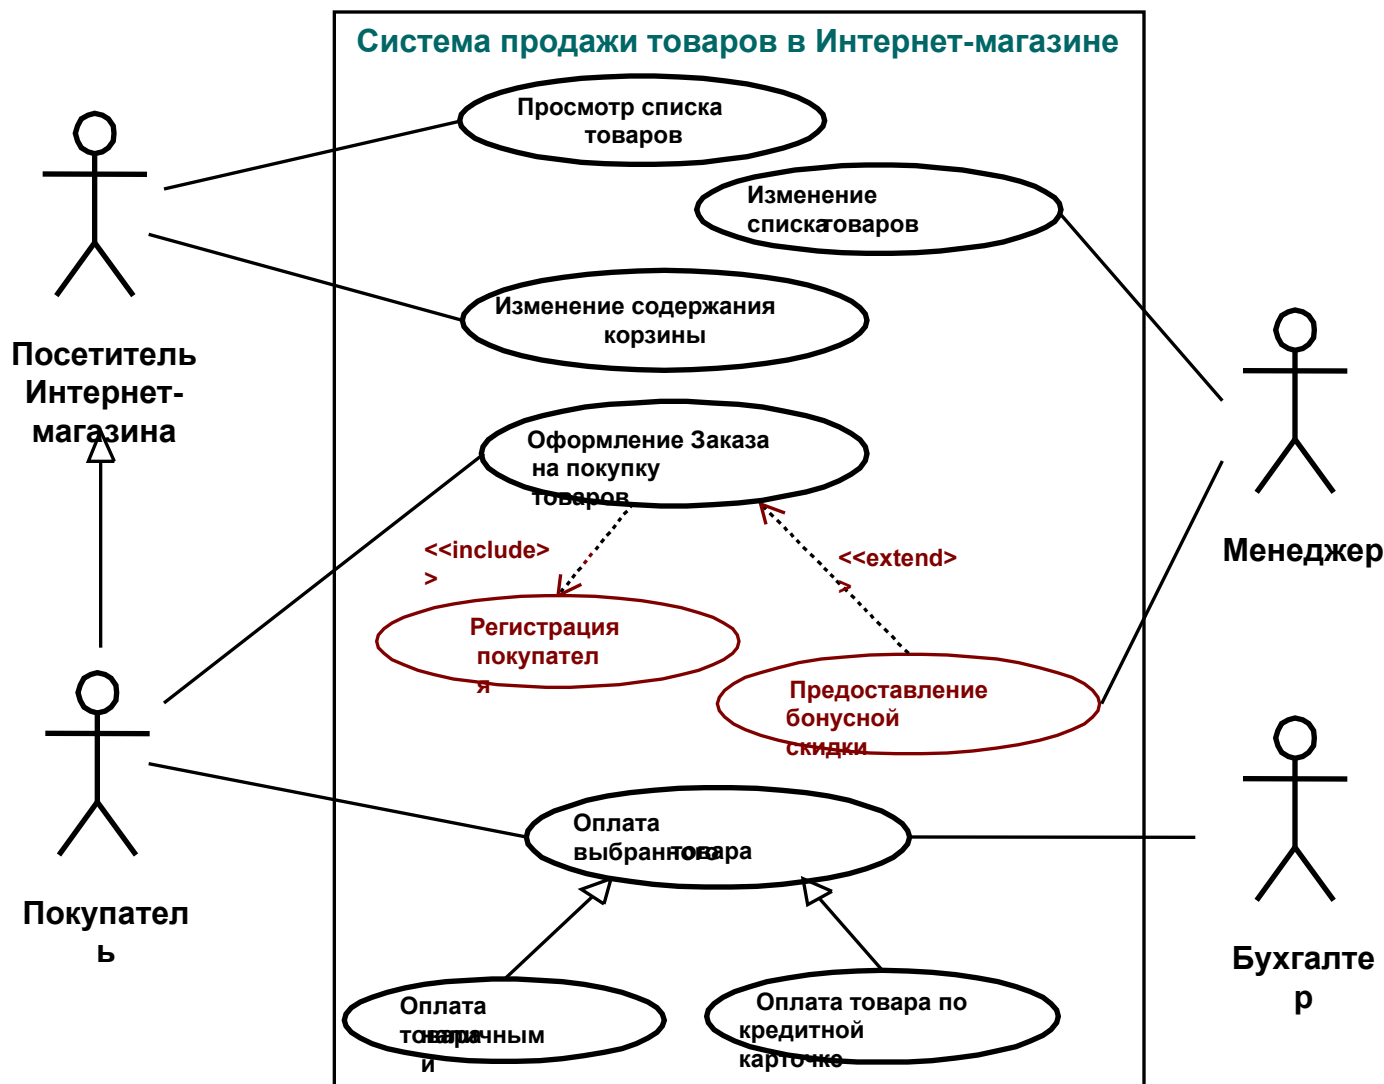 Система продажи товаров в Интернет-магазине
Просмотр списка
товаров
Изменение
списка товаров
Изменение содержания
корзины
Посетитель
Интернет-
магазина
Оформление Заказа
на покупку
товаров
<<include>
>
<<extend>
>
Менеджер
Регистрация
покупател
я
Предоставление
бонусной
скидки
Оплата
выбранного товара
Покупател
ь
Бухгалте
р
Оплата
товара наличным
и
Оплата товара по
кредитной
карточке